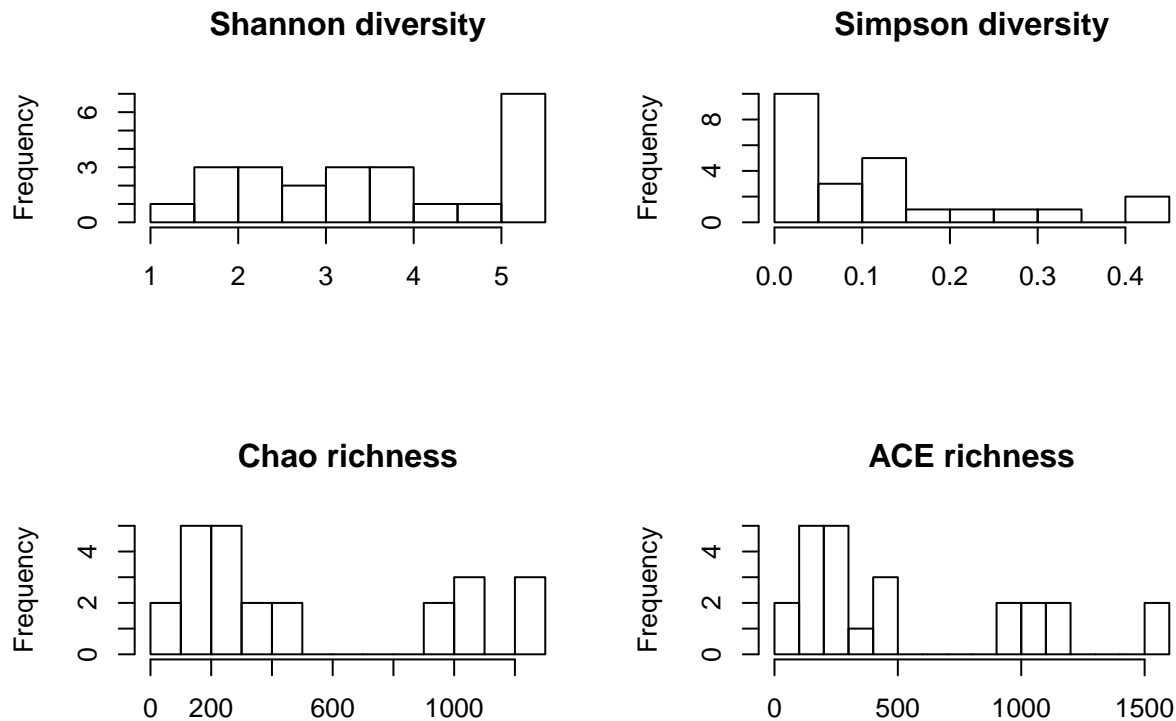 Shannon diversity
Frequency
0 3 6
1 2 3 4 5
Simpson diversity
Frequency
0 4 8
0.0 0.1 0.2 0.3 0.4
Chao richness
Frequency
0 2 4
0 200 600 1000
ACE richness
Frequency
0 2 4
0 500 1000 1500